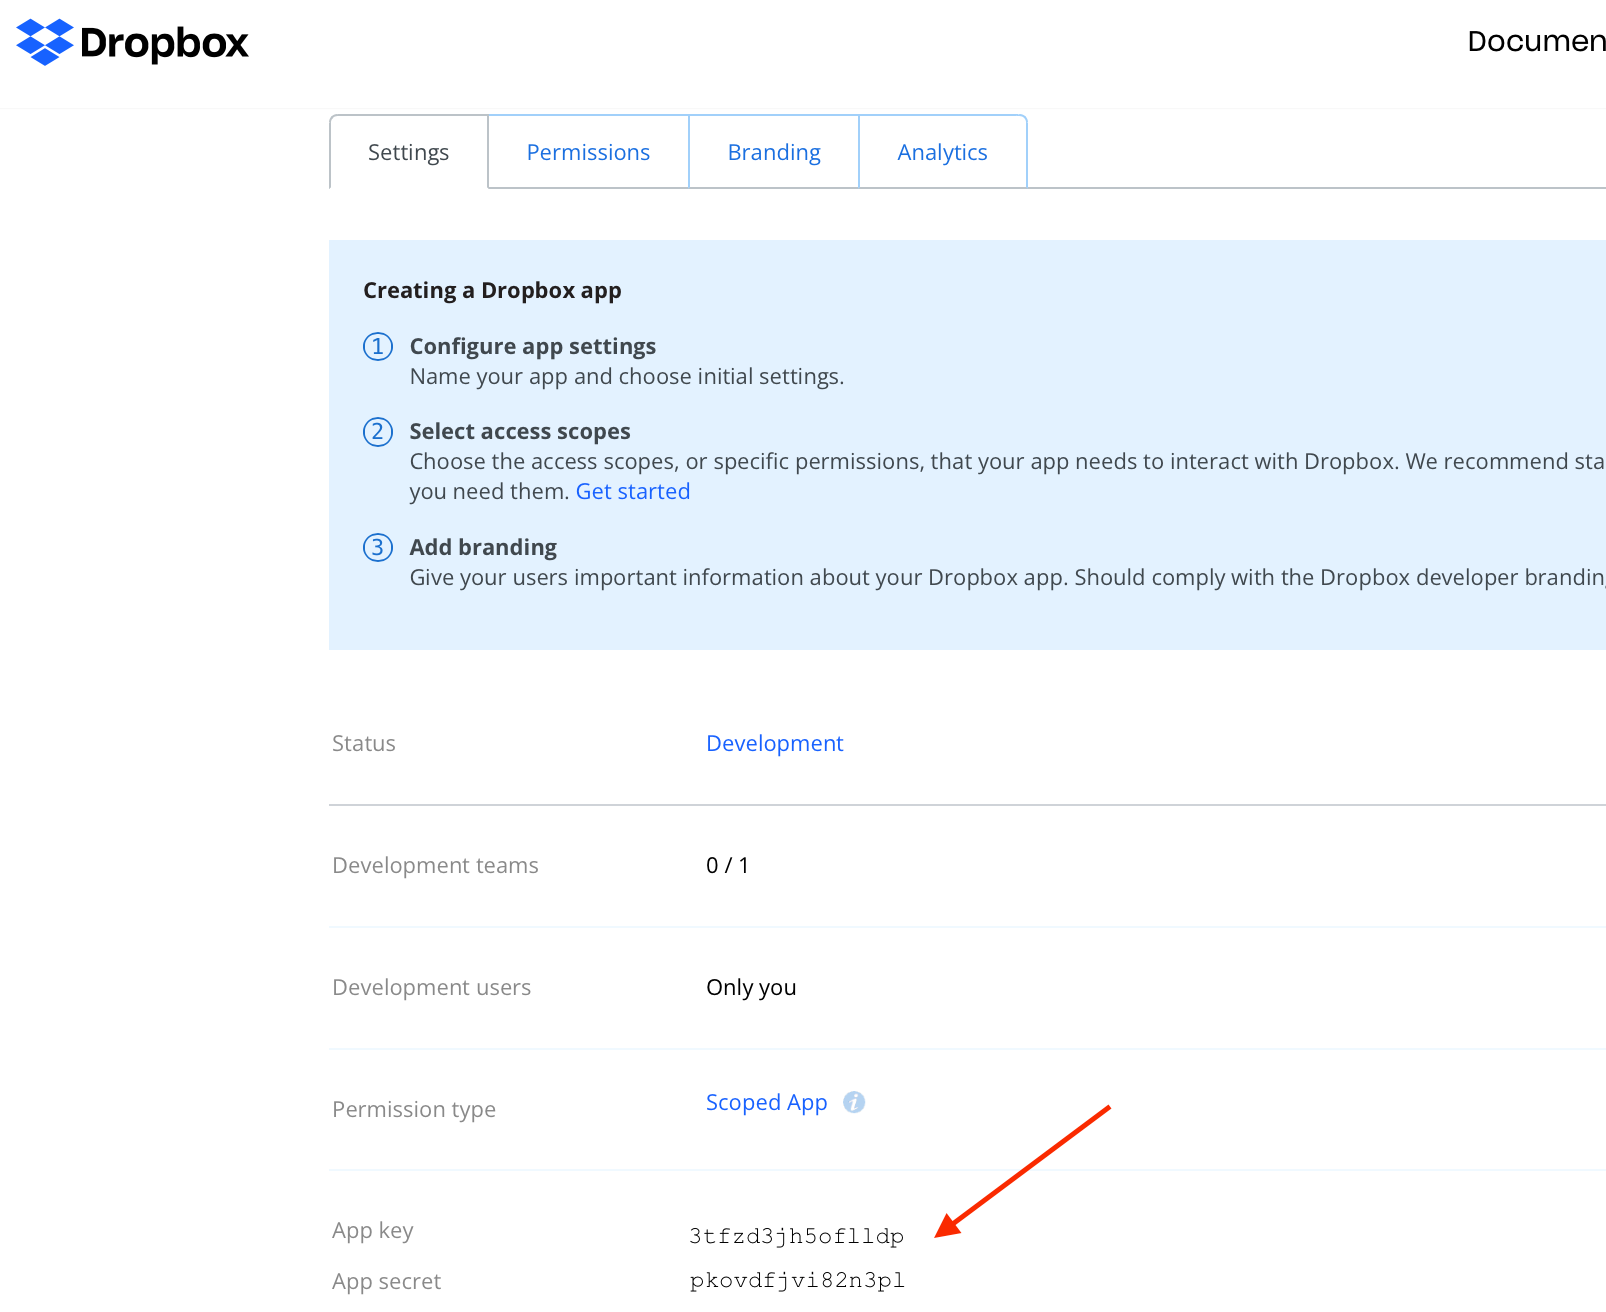 Dropbox
Documen
Settings
Permissions
Branding
Analytics
Creating a Dropbox app
1 Configure app settings
Name your app and choose initial settings.
2 Select access scopes
Choose the access scopes, or specific permissions, that your app needs to interact with Dropbox. We recommend sta
you need them. Get started
3 Add branding
Give your users important information about your Dropbox app. Should comply with the Dropbox developer branding
Status Development
Development teams 0 / 1
Development users Only you
Permission type Scoped App i
App key 3tfzd3jh5oflldp
App secret pkovdfjvi82n3pl